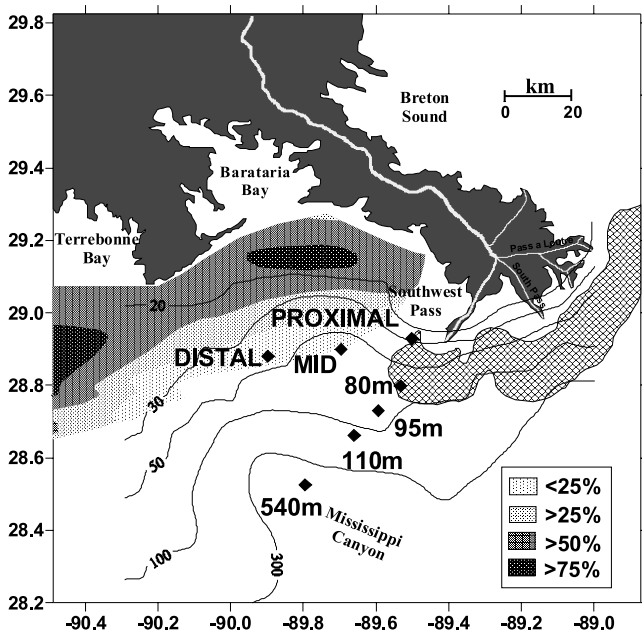 29.8
29.6
29.4
29.2
29.0
28.8
28.6
28.4
28.2
km
0 20
Breton
Sound
Barataria
Bay
Terrebonne
Bay
Pass a Loutre
South Pass
Southwest
Pass
20
PROXIMAL
DISTAL
MID
80m
95m
110m
540m
30
50
100
300
Mississippi
Canyon
<25%
>25%
>50%
>75%
-90.4 -90.2 -90.0 -89.8 -89.6 -89.4 -89.2 -89.0